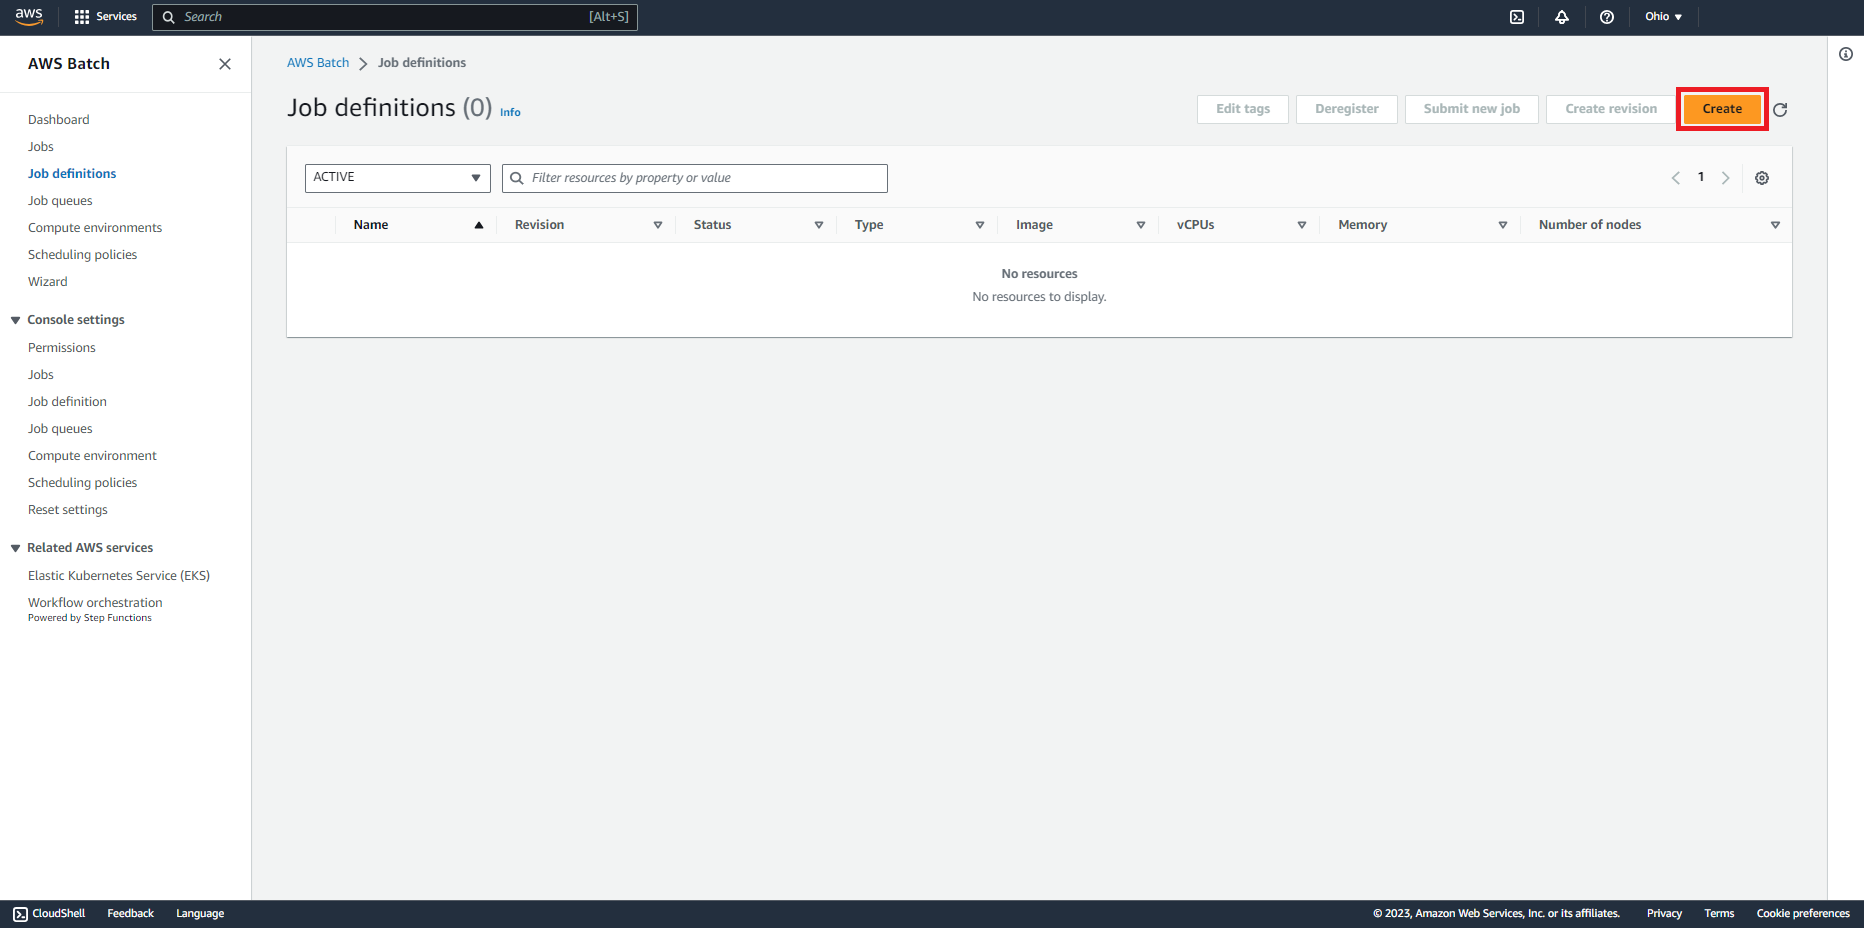 aws
Services
Search
[Alt+S]
Ohio
AWS Batch
Dashboard
Jobs
Job definitions
Job queues
Compute environments
Scheduling policies
Wizard
Console settings
Permissions
Jobs
Job definition
Job queues
Compute environment
Scheduling policies
Reset settings
Related AWS services
Elastic Kubernetes Service (EKS)
Workflow orchestration
Powered by Step Functions
AWS Batch > Job definitions
Job definitions (0) Info
Edit tags
Deregister
Submit new job
Create revision
Create
ACTIVE
Filter resources by property or value
1
Name Revision Status Type Image vCPUs Memory Number of nodes
No resources
No resources to display.
CloudShell Feedback Language
© 2023, Amazon Web Services, Inc. or its affiliates. Privacy Terms Cookie preferences